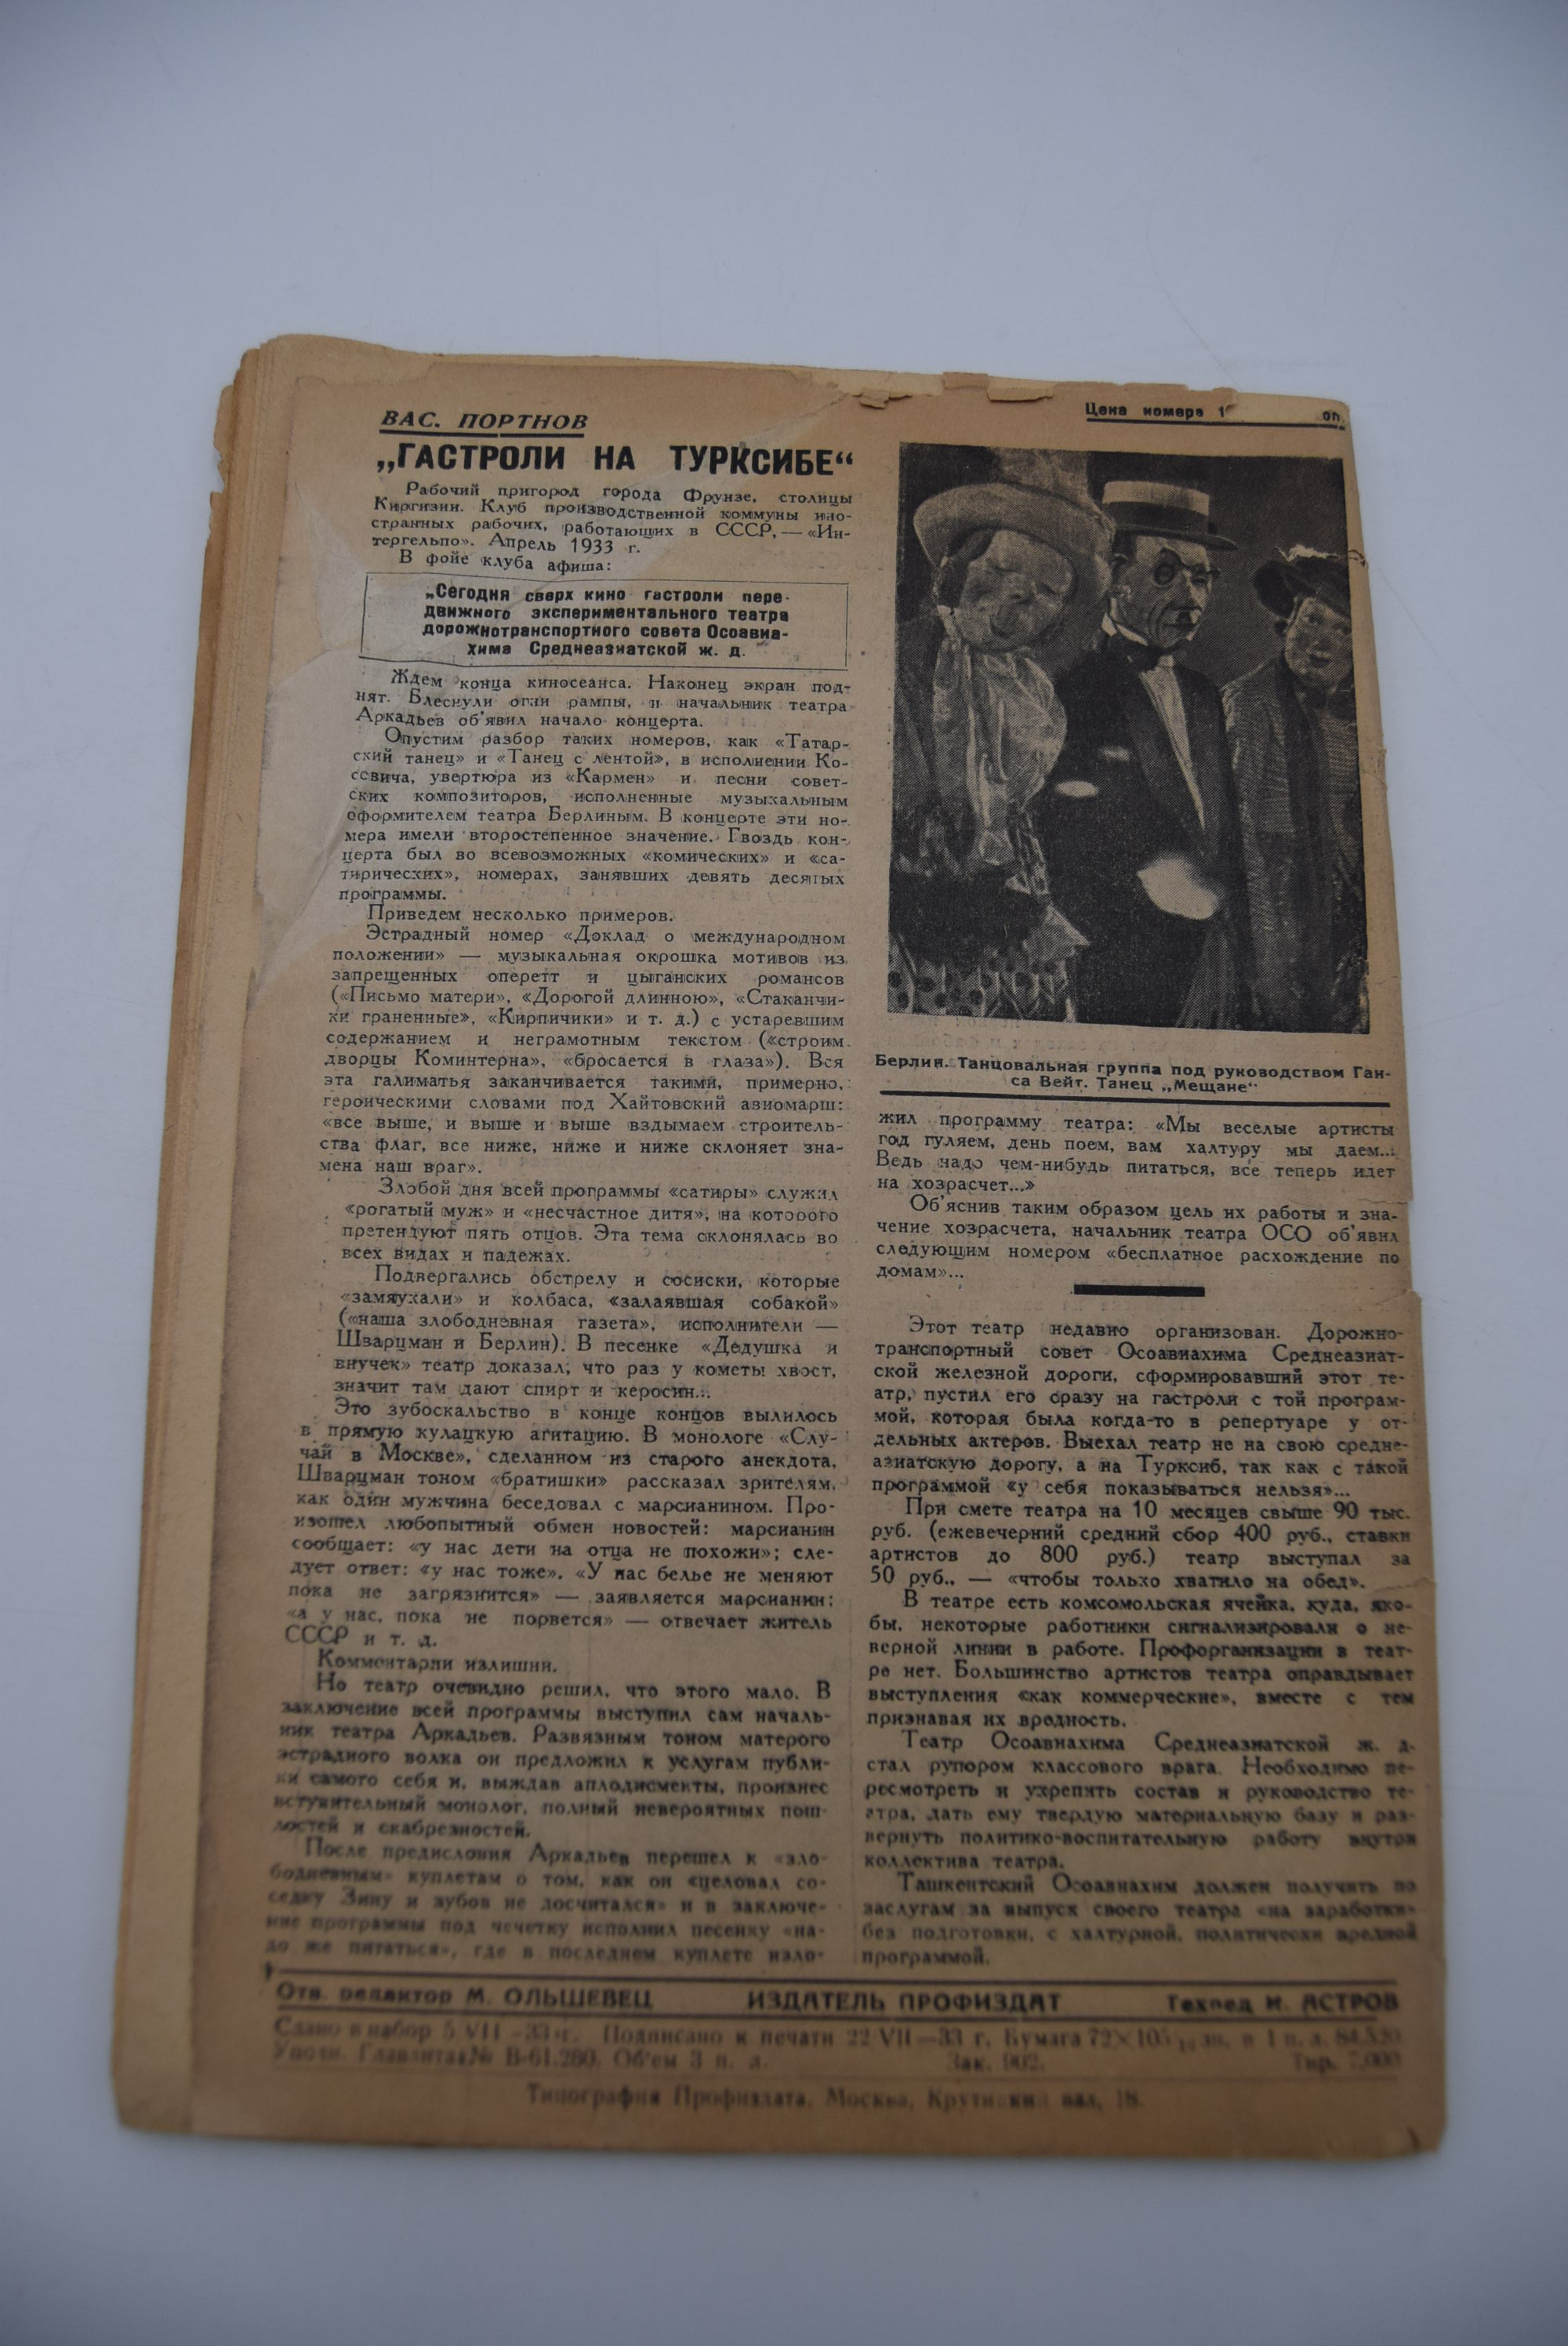 ВАС. ПОРТНОВ
„ГАСТРОЛИ НА ТУРКСИБЕ“
Рабочий пригород города Фрунзе, столицы
Киргизии. Клуб производственной коммуны ино-
странных рабочих, работающих в СССР, — «Ин-
тергельпо». Апрель 1933 г.
В фойе клуба афиша:
„Сегодня сверх кино гастроли пере-
движного экспериментального театра
дорожнотранспортного совета Осоавиа-
хима Среднеазиатской ж. д.
Ждем конца киносеанса. Наконец экран под-
нят. Блеснули огни рампы, и начальник театра
Аркадьев об'явил начало концерта.
Опустим разбор таких номеров, как «Татар-
ский танец» и «Танец с лентой», в исполнении Ко-
севича, увертюра из «Кармен» и песни совет-
ских композиторов, исполненные музыкальным
оформителем театра Берлиным. В концерте эти но-
мера имели второстепенное значение. Гвоздь кон-
церта был во всевозможных «комических» и «са-
тирических», номерах, занявших девять десятых
программы.
Приведем несколько примеров.
Эстрадный номер «Доклад о международном
положении» — музыкальная окрошка мотивов из
запрещенных оперетт и цыганских романсов
(«Письмо матери», «Дорогой длинною», «Стаканчи-
ки граненные», «Кирпичики» и т. д.) с устаревшим
содержанием и неграмотным текстом («строим
дворцы Коминтерна», «бросается в глаза»). Вся
эта галиматья заканчивается такими, примерно,
героическими словами под Хайтовский авиомарш:
«все выше, и выше и выше вздымаем строитель-
ства флаг, все ниже, ниже и ниже склоняет зна-
мена наш враг».
Злобой дня всей программы «сатиры» служил
«рогатый муж» и «несчастное дитя», на которого
претендуют пять отцов. Эта тема склонялась во
всех видах и падежах.
Подвергались обстрелу и сосиски, которые
«замяукали» и колбаса, «залаявшая собакой»
(«наша злободневная газета», исполнители —
Шварцман и Берлин). В песенке «Дедушка и
внучек» театр доказал, что раз у кометы хвост,
значит там дают спирт и керосин...
Это зубоскальство в конце концов вылилось
в прямую кулацкую агитацию. В монологе «Слу-
чай в Москве», сделанном из старого анекдота,
Шварцман тоном «братишки» рассказал зрителям,
как один мужчина беседовал с марсианином. Про-
изошел любопытный обмен новостей: марсианин
сообщает: «у нас дети на отца не похожи»; сле-
дует ответ: «у нас тоже». «У нас белье не меняют
пока не загрязнится» — заявляется марсианин;
«а у нас, пока не порвется» — отвечает житель
СССР и т. д.
Комментарии излишни.
Но театр очевидно решил, что этого мало. В
заключение всей программы выступил сам началь-
ник театра Аркадьев. Развязным тоном матерого
эстрадного волка он предложил к услугам публи-
ки самого себя и, выждав аплодисменты, произнес
вступительный монолог, полный невероятных пош-
лостей и скабрезностей.
После предисловия Аркадьев перешел к «зло-
бодневным» куплетам о том, как он «целовал со-
седку Зину и зубов не досчитался» и в заключе-
ние программы под чечетку исполнил песенку «на-
до же питаться», где в последнем куплете изло-
Цена номера 1 оп.
Берлин. Танцовальная группа под руководством Ган-
са Вейт. Танец „Мещане“
жил программу театра: «Мы веселые артисты
год гуляем, день поем, вам халтуру мы даем...
Ведь надо чем-нибудь питаться, все теперь идет
на хозрасчет...»
Об'яснив таким образом цель их работы и зна-
чение хозрасчета, начальник театра ОСО об'явил
следующим номером «бесплатное расхождение по
домам»...
Этот театр недавно организован. Дорожно-
транспортный совет Осоавиахима Среднеазиат-
ской железной дороги, сформировавший этот те-
атр, пустил его сразу на гастроли с той програм-
мой, которая была когда-то в репертуаре у от-
дельных актеров. Выехал театр не на свою средне-
азиатскую дорогу, а на Турксиб, так как с такой
программой «у себя показываться нельзя»...
При смете театра на 10 месяцев свыше 90 тыс.
руб. (ежевечерний средний сбор 400 руб., ставки
артистов до 800 руб.) театр выступал за
50 руб., — «чтобы только хватило на обед».
В театре есть комсомольская ячейка, куда, яко-
бы, некоторые работники сигнализировали о не-
верной линии в работе. Профорганизации в теат-
ре нет. Большинство артистов театра оправдывает
выступления «как коммерческие», вместе с тем
признавая их вредность.
Театр Осоавиахима Среднеазиатской ж. д.
стал рупором классового врага. Необходимо пе-
ресмотреть и укрепить состав и руководство те-
атра, дать ему твердую материальную базу и раз-
вернуть политико-воспитательную работу внутри
коллектива театра.
Ташкентский Осоавиахим должен получить по
заслугам за выпуск своего театра «на заработки»
без подготовки, с халтурной, политически вредной
программой.
Отв. редактор М. ОЛЬШЕВЕЦ ИЗДАТЕЛЬ ПРОФИЗДАТ Техред И. АСТРОВ
Сдано в набор 5 VII—33 г. Подписано к печати 22 VII—33 г. Бумага 72×105 зн. в 1 п. л.
Уполн. Главлита № В-61.280. Об'ем 3 п. л. Зак. 902. Тир. 7.000
Типография Профиздата, Москва, Крутицкий вал, 18.